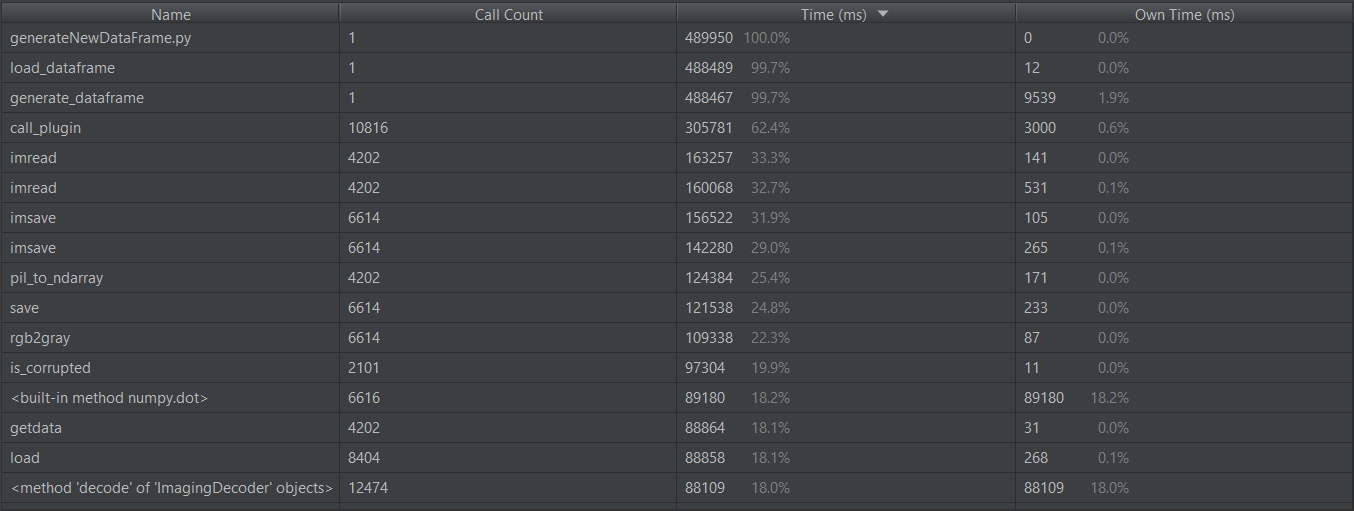 Name Call Count Time (ms) Own Time (ms)
generateNewDataFrame.py 1 489950 100.0% 0 0.0%
load_dataframe 1 488489 99.7% 12 0.0%
generate_dataframe 1 488467 99.7% 9539 1.9%
call_plugin 10816 305781 62.4% 3000 0.6%
imread 4202 163257 33.3% 141 0.0%
imread 4202 160068 32.7% 531 0.1%
imsave 6614 156522 31.9% 105 0.0%
imsave 6614 142280 29.0% 265 0.1%
pil_to_ndarray 4202 124384 25.4% 171 0.0%
save 6614 121538 24.8% 233 0.0%
rgb2gray 6614 109338 22.3% 87 0.0%
is_corrupted 2101 97304 19.9% 11 0.0%
<built-in method numpy.dot> 6616 89180 18.2% 89180 18.2%
getdata 4202 88864 18.1% 31 0.0%
load 8404 88858 18.1% 268 0.1%
<method 'decode' of 'ImagingDecoder' objects> 12474 88109 18.0% 88109 18.0%